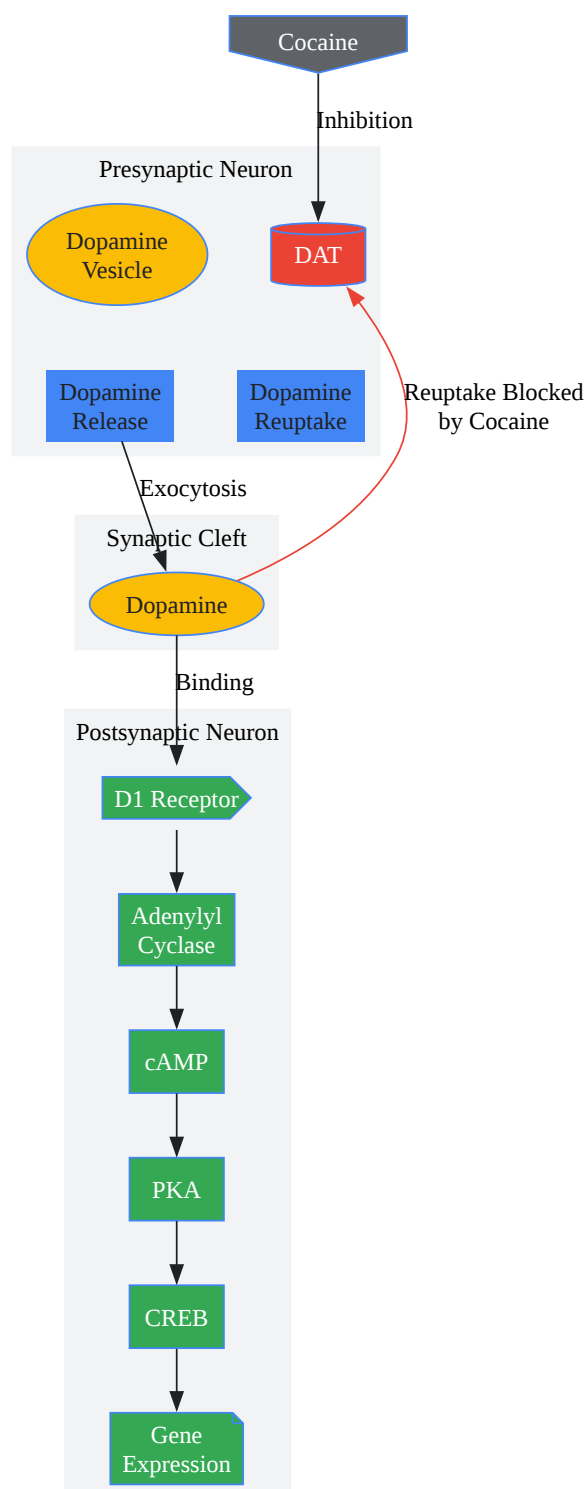 Cocaine
Inhibition
Presynaptic Neuron
Dopamine
Vesicle
DAT
Dopamine
Release
Dopamine
Reuptake
Reuptake Blocked
by Cocaine
Exocytosis
Synaptic Cleft
Dopamine
Binding
Postsynaptic Neuron
D1 Receptor
Adenylyl
Cyclase
cAMP
PKA
CREB
Gene
Expression